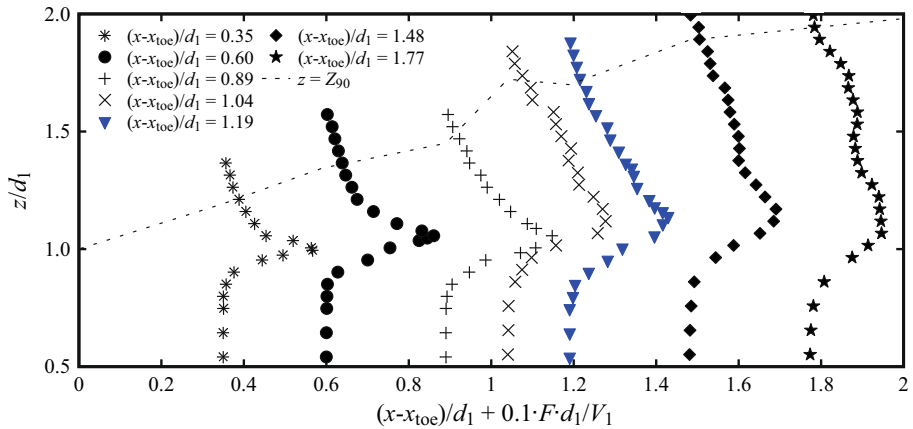 2.0
(x-xtoe)/d1 = 0.35
(x-xtoe)/d1 = 1.48
(x-xtoe)/d1 = 0.60
(x-xtoe)/d1 = 1.77
(x-xtoe)/d1 = 0.89
z = Z90
(x-xtoe)/d1 = 1.04
(x-xtoe)/d1 = 1.19
1.5
z/d1
1.0
0.5
0 0.2 0.4 0.6 0.8 1 1.2 1.4 1.6 1.8 2
(x-xtoe)/d1 + 0.1·F·d1/V1